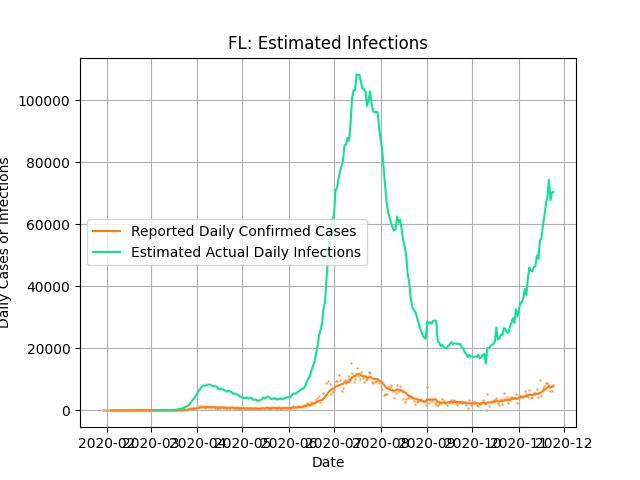 FL: Estimated Infections
100000
80000
60000
40000
20000
0
Daily Cases or Infections
Reported Daily Confirmed Cases
Estimated Actual Daily Infections
2020-02 2020-03 2020-04 2020-05 2020-06 2020-07 2020-08 2020-09 2020-10 2020-11 2020-12
Date